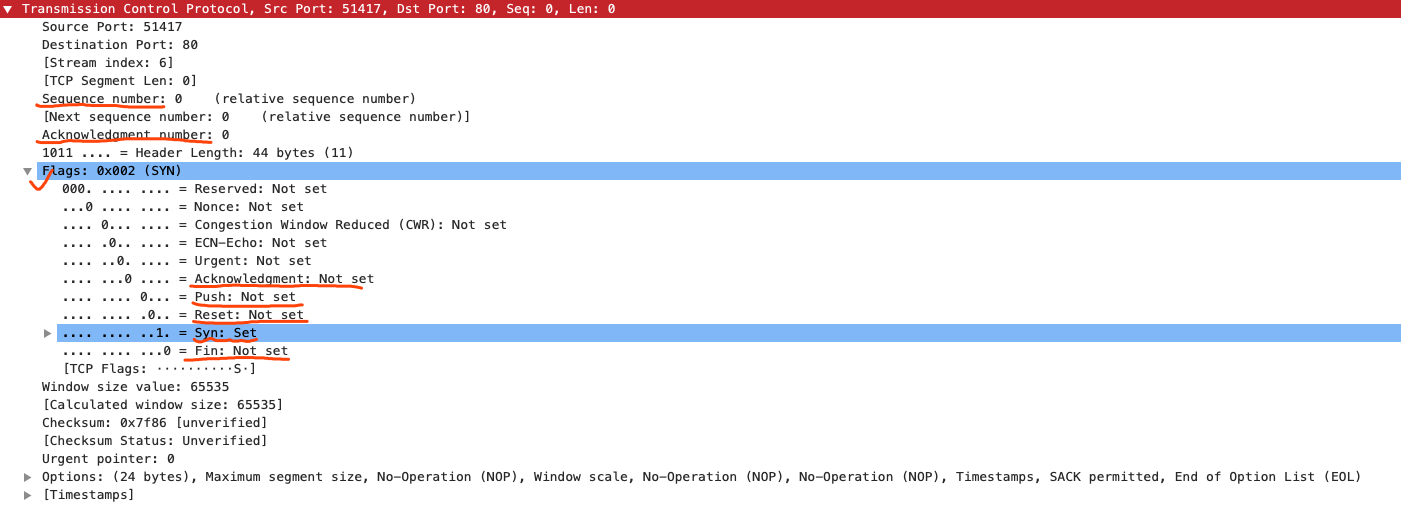 Transmission Control Protocol, Src Port: 51417, Dst Port: 80, Seq: 0, Len: 0
Source Port: 51417
Destination Port: 80
[Stream index: 6]
[TCP Segment Len: 0]
Sequence number: 0    (relative sequence number)
[Next sequence number: 0    (relative sequence number)]
Acknowledgment number: 0
1011 .... = Header Length: 44 bytes (11)
Flags: 0x002 (SYN)
000. .... .... = Reserved: Not set
...0 .... .... = Nonce: Not set
.... 0... .... = Congestion Window Reduced (CWR): Not set
.... .0.. .... = ECN-Echo: Not set
.... ..0. .... = Urgent: Not set
.... ...0 .... = Acknowledgment: Not set
.... .... 0... = Push: Not set
.... .... .0.. = Reset: Not set
.... .... ..1. = Syn: Set
.... .... ...0 = Fin: Not set
[TCP Flags: ··········S·]
Window size value: 65535
[Calculated window size: 65535]
Checksum: 0x7f86 [unverified]
[Checksum Status: Unverified]
Urgent pointer: 0
Options: (24 bytes), Maximum segment size, No-Operation (NOP), Window scale, No-Operation (NOP), No-Operation (NOP), Timestamps, SACK permitted, End of Option List (EOL)
[Timestamps]